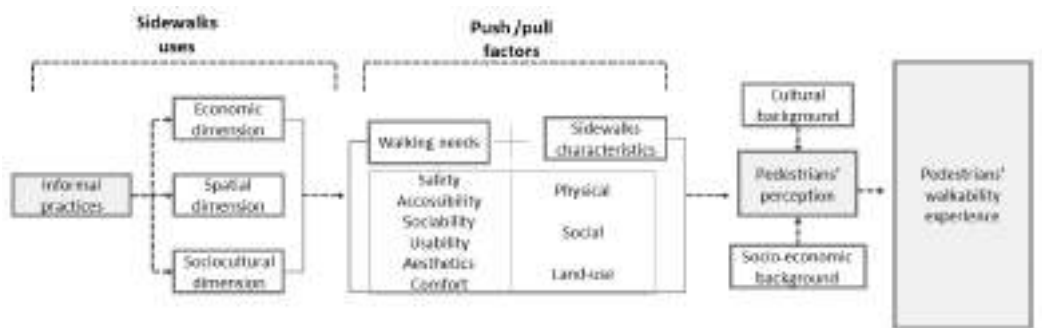 Sidewalks
uses
Push /pull
factors
Economic
dimension
Informal
practices
Spatial
dimension
Sociocultural
dimension
Walking needs
Sidewalks
characteristics
Safety
Accessibility
Sociability
Usability
Aesthetics
Comfort
Physical
Social
Land-use
Cultural
background
Pedestrians'
perception
Socio-economic
background
Pedestrians'
walkability
experience